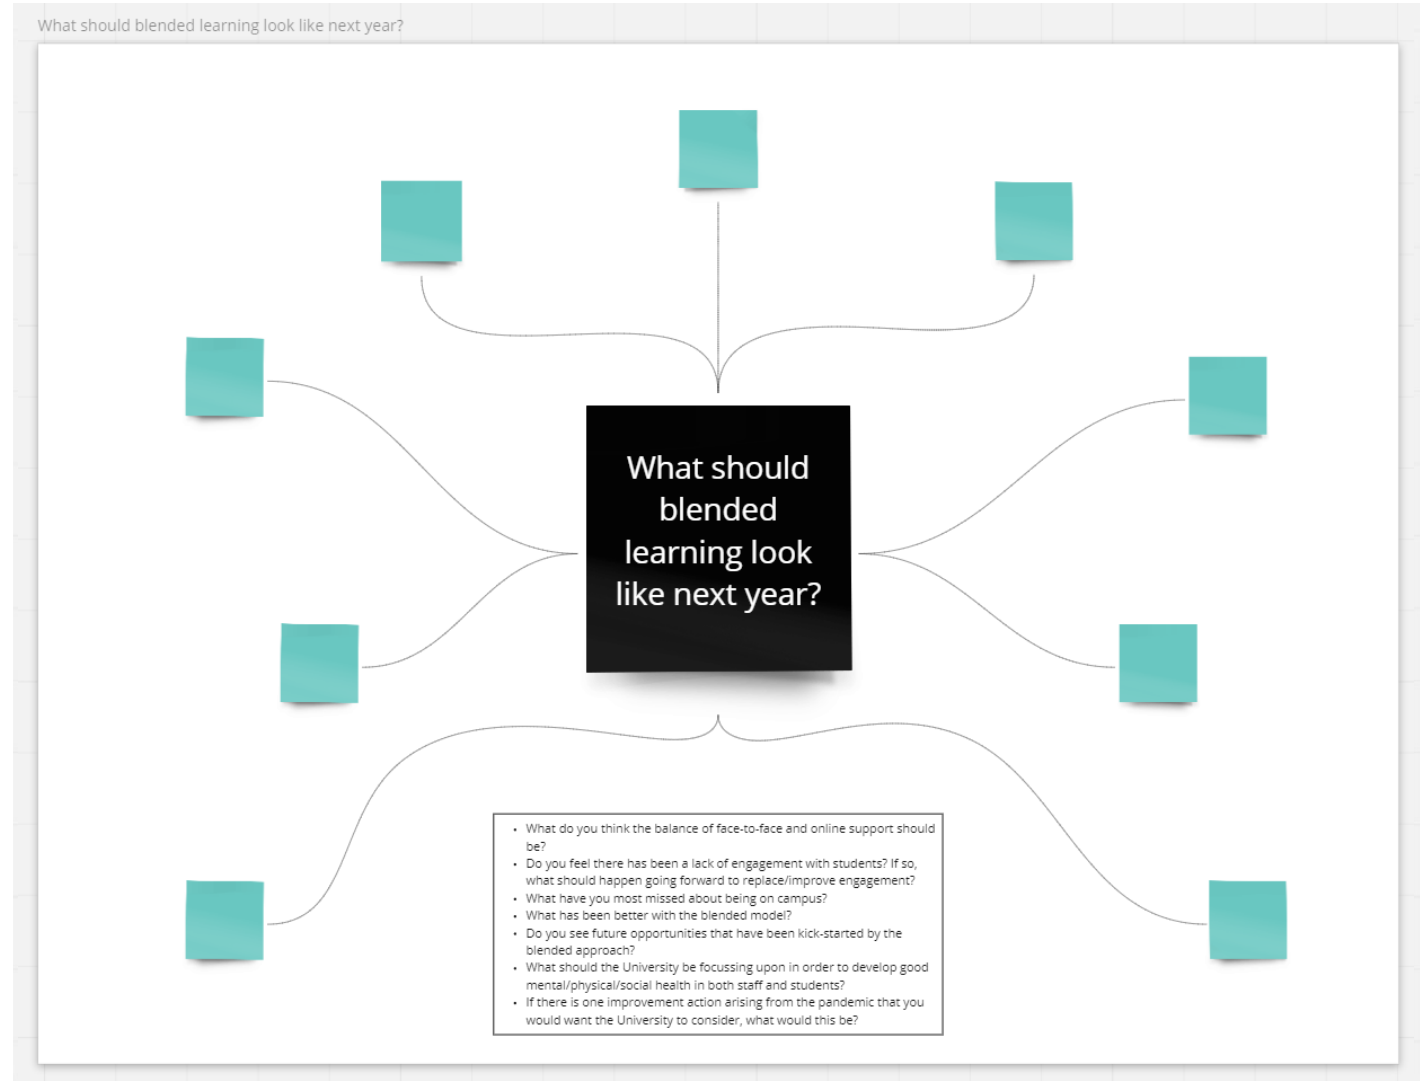 What should blended learning look like next year?
What should
blended
learning look
like next year?
• What do you think the balance of face-to-face and online support should
be?
• Do you feel there has been a lack of engagement with students? If so,
what should happen going forward to replace/improve engagement?
• What have you most missed about being on campus?
• What has been better with the blended model?
• Do you see future opportunities that have been kick-started by the
blended approach?
• What should the University be focussing upon in order to develop good
mental/physical/social health in both staff and students?
• If there is one improvement action arising from the pandemic that you
would want the University to consider, what would this be?